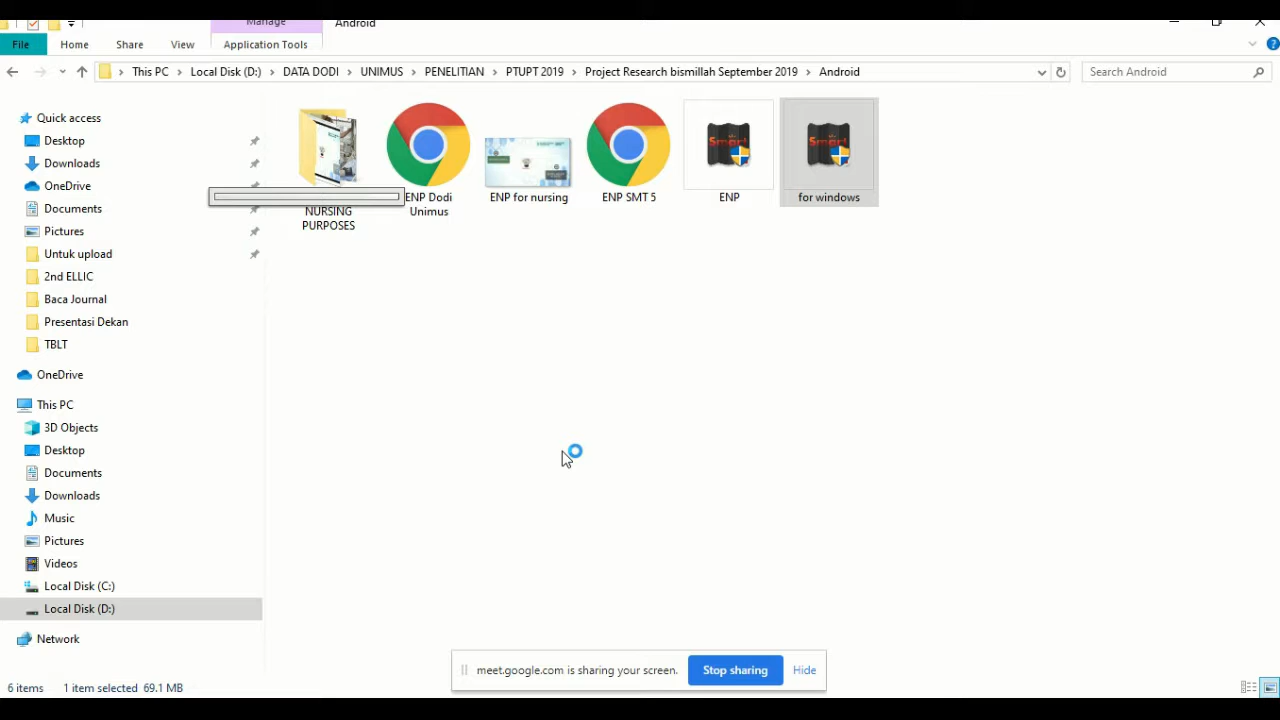 Manage
Android
File
Home
Share
View
Application Tools
This PC
Local Disk (D:)
DATA DODI
UNIMUS
PENELITIAN
PTUPT 2019
Project Research bismillah September 2019
Android
Search Android
Quick access
Desktop
Downloads
OneDrive
Documents
Pictures
Untuk upload
2nd ELLIC
Baca Journal
Presentasi Dekan
TBLT
OneDrive
This PC
3D Objects
Desktop
Documents
Downloads
Music
Pictures
Videos
Local Disk (C:)
Local Disk (D:)
Network
NURSING
PURPOSES
ENP Dodi
Unimus
ENP for nursing
ENP SMT 5
Smart
ENP
Smart
for windows
meet.google.com is sharing your screen.
Stop sharing
Hide
6 items
1 item selected 69.1 MB